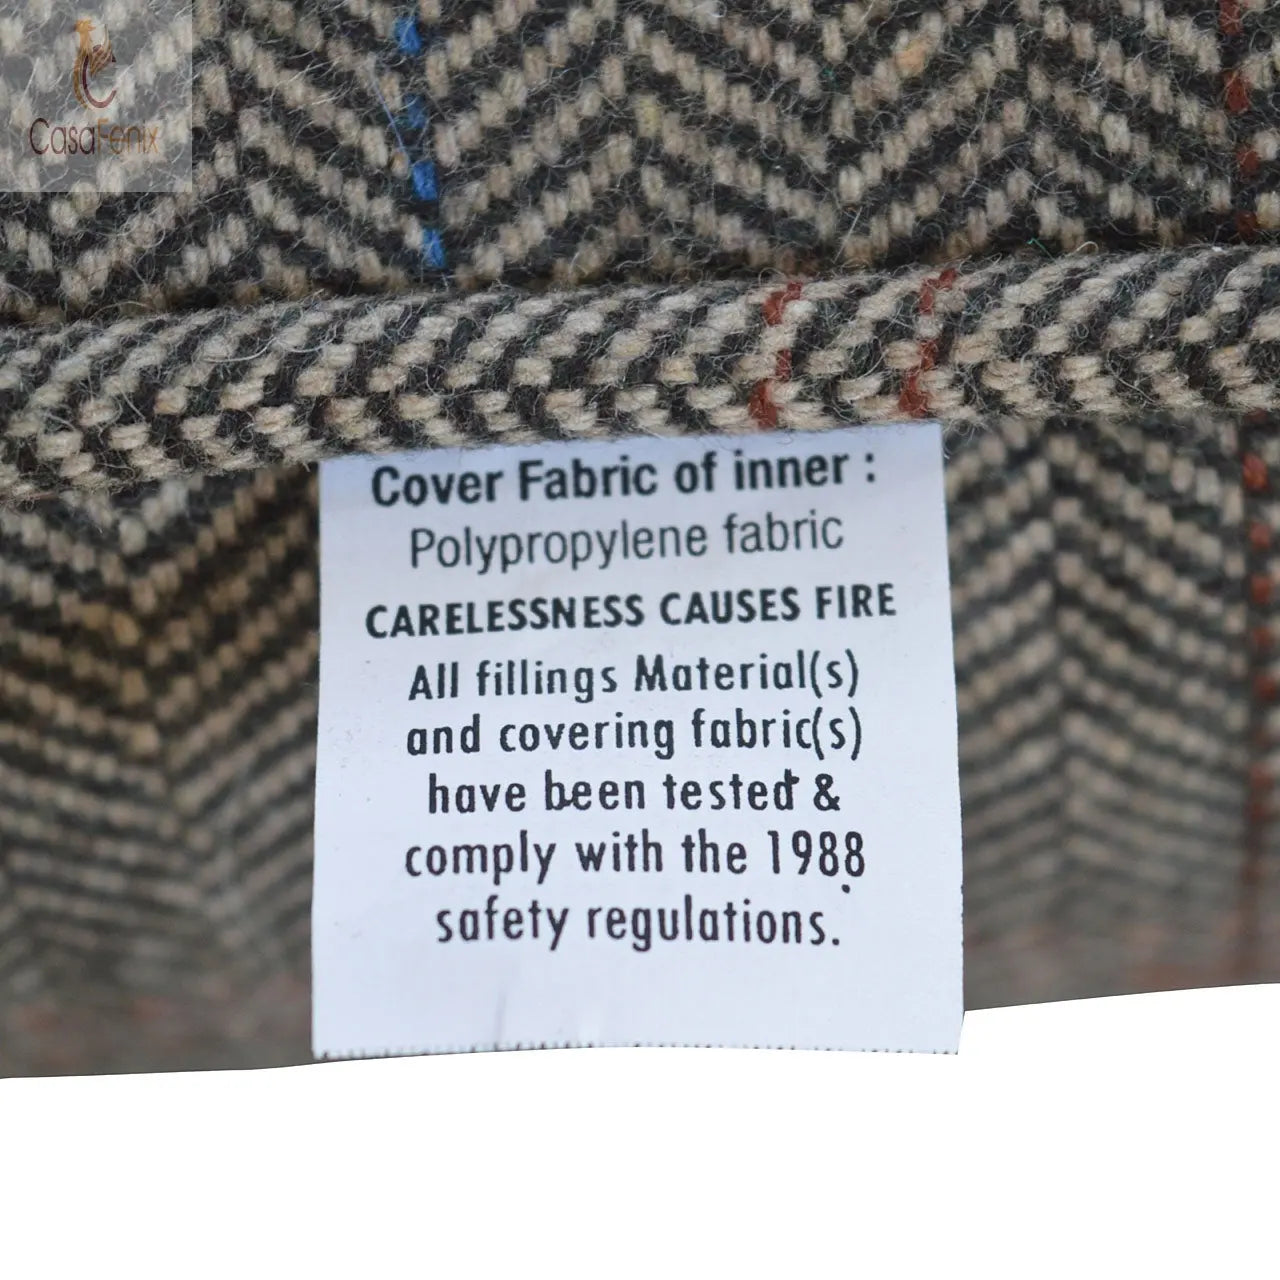 CasaFenix
Cover Fabric of inner :
Polypropylene fabric
CARELESSNESS CAUSES FIRE
All fillings Material(s)
and covering fabric(s)
have been tested &
comply with the 1988
safety regulations.